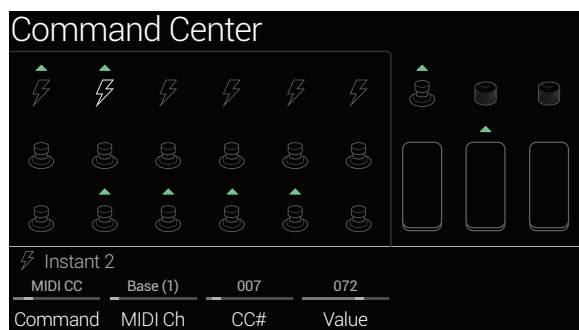 Command Center
Instant 2
MIDI CC Base (1) 007 072
Command MIDI Ch CC# Value